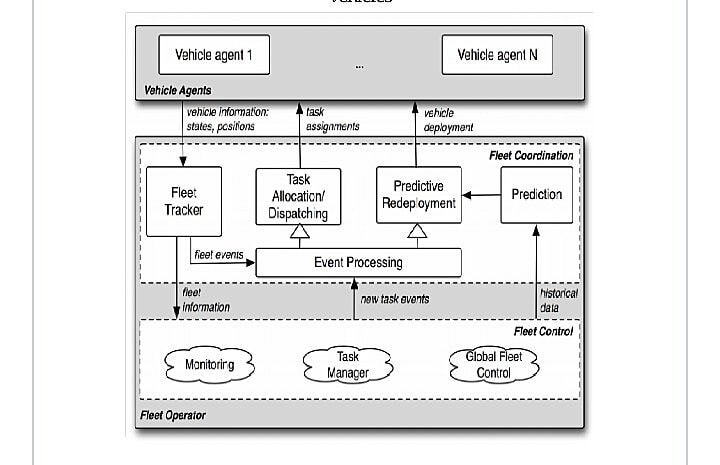 vehicles
Vehicle agent 1
...
Vehicle agent N
Vehicle Agents
vehicle information:
states, positions
task
assignments
vehicle
deployment
Fleet Coordination
Fleet
Tracker
Task
Allocation/
Dispatching
Predictive
Redeployment
Prediction
fleet events
Event Processing
fleet
information
new task events
historical
data
Fleet Control
Monitoring
Task
Manager
Global Fleet
Control
Fleet Operator